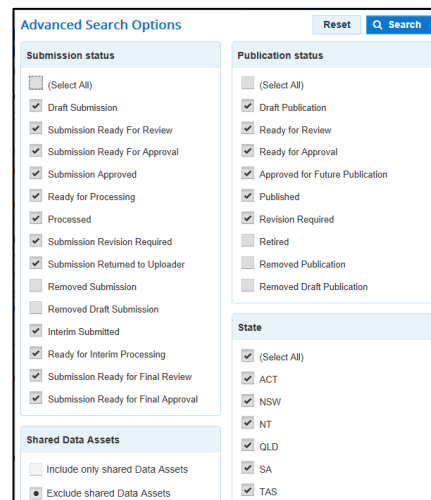 Advanced Search Options
Reset
Search
Submission status
(Select All)
Draft Submission
Submission Ready For Review
Submission Ready For Approval
Submission Approved
Ready for Processing
Processed
Submission Revision Required
Submission Returned to Uploader
Removed Submission
Removed Draft Submission
Interim Submitted
Ready for Interim Processing
Submission Ready for Final Review
Submission Ready for Final Approval
Shared Data Assets
Include only shared Data Assets
Exclude shared Data Assets
Publication status
(Select All)
Draft Publication
Ready for Review
Ready for Approval
Approved for Future Publication
Published
Revision Required
Retired
Removed Publication
Removed Draft Publication
State
(Select All)
ACT
NSW
NT
QLD
SA
TAS